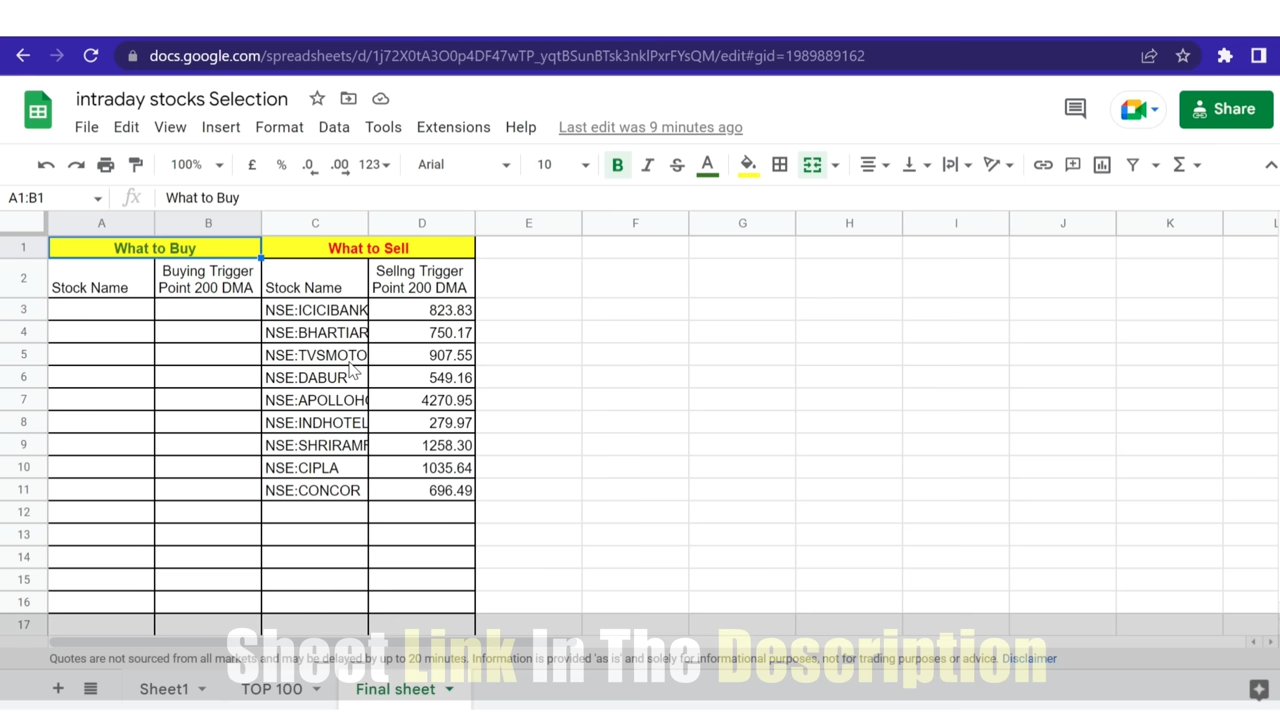 docs.google.com/spreadsheets/d/1j72X0tA3O0p4DF47wTP_yqtBSunBTsk3nklPxrFYsQM/edit#gid=1989889162
intraday stocks Selection
Share
File Edit View Insert Format Data Tools Extensions Help Last edit was 9 minutes ago
100% £ % .0 .00 123 Arial 10 B I S A Σ
A1:B1 fx What to Buy
A B C D E F G H I J K L
1 What to Buy What to Sell
2 Stock Name Buying Trigger Point 200 DMA Stock Name Sellng Trigger Point 200 DMA
3 NSE:ICICIBANK 823.83
4 NSE:BHARTIAR 750.17
5 NSE:TVSMOTO 907.55
6 NSE:DABUR 549.16
7 NSE:APOLLOHO 4270.95
8 NSE:INDHOTEL 279.97
9 NSE:SHRIRAMF 1258.30
10 NSE:CIPLA 1035.64
11 NSE:CONCOR 696.49
12
13
14
15
16
17
Sheet Link In The Description
Quotes are not sourced from all markets and may be delayed by up to 20 minutes. Information is provided 'as is' and solely for informational purposes, not for trading purposes or advice. Disclaimer
+ Sheet1 TOP 100 Final sheet